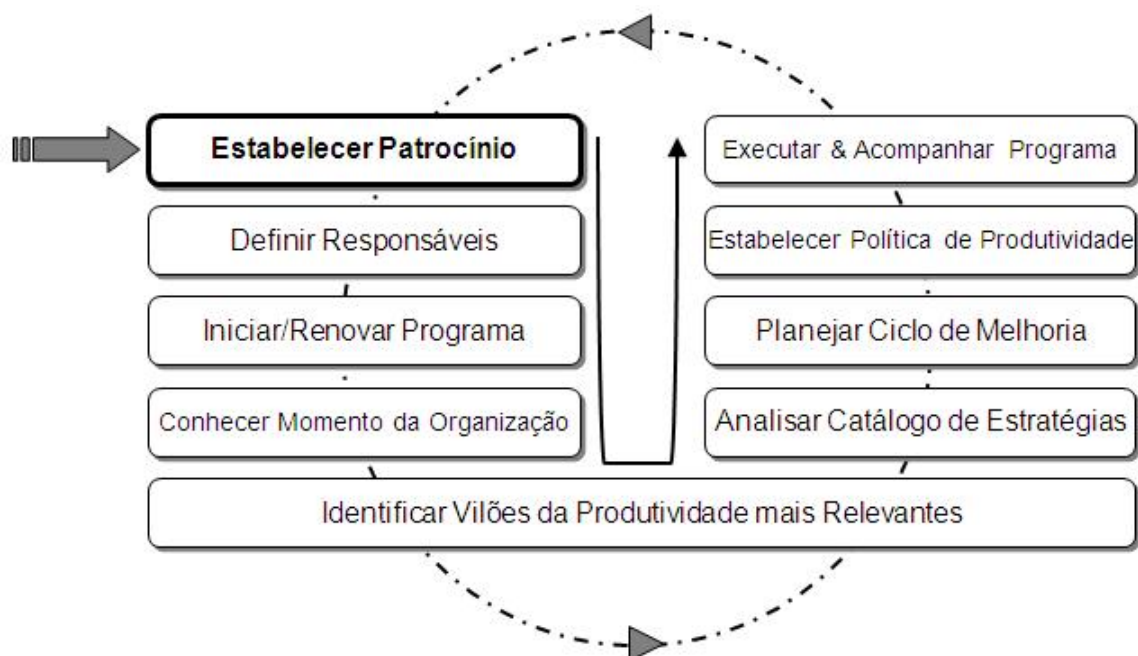 Estabelecer Patrocínio
Definir Responsáveis
Iniciar/Renovar Programa
Conhecer Momento da Organização
Identificar Vilões da Produtividade mais Relevantes
Analisar Catálogo de Estratégias
Planejar Ciclo de Melhoria
Estabelecer Política de Produtividade
Executar & Acompanhar Programa